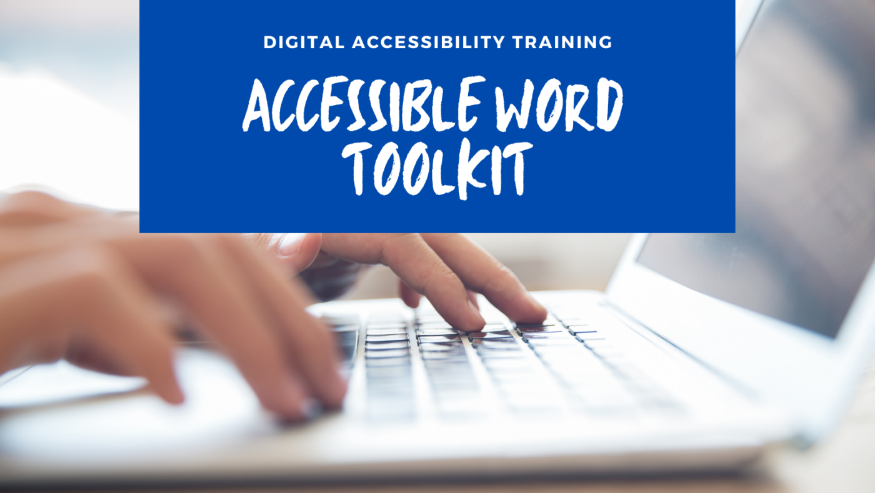 DIGITAL ACCESSIBILITY TRAINING
ACCESSIBLE WORD
TOOLKIT